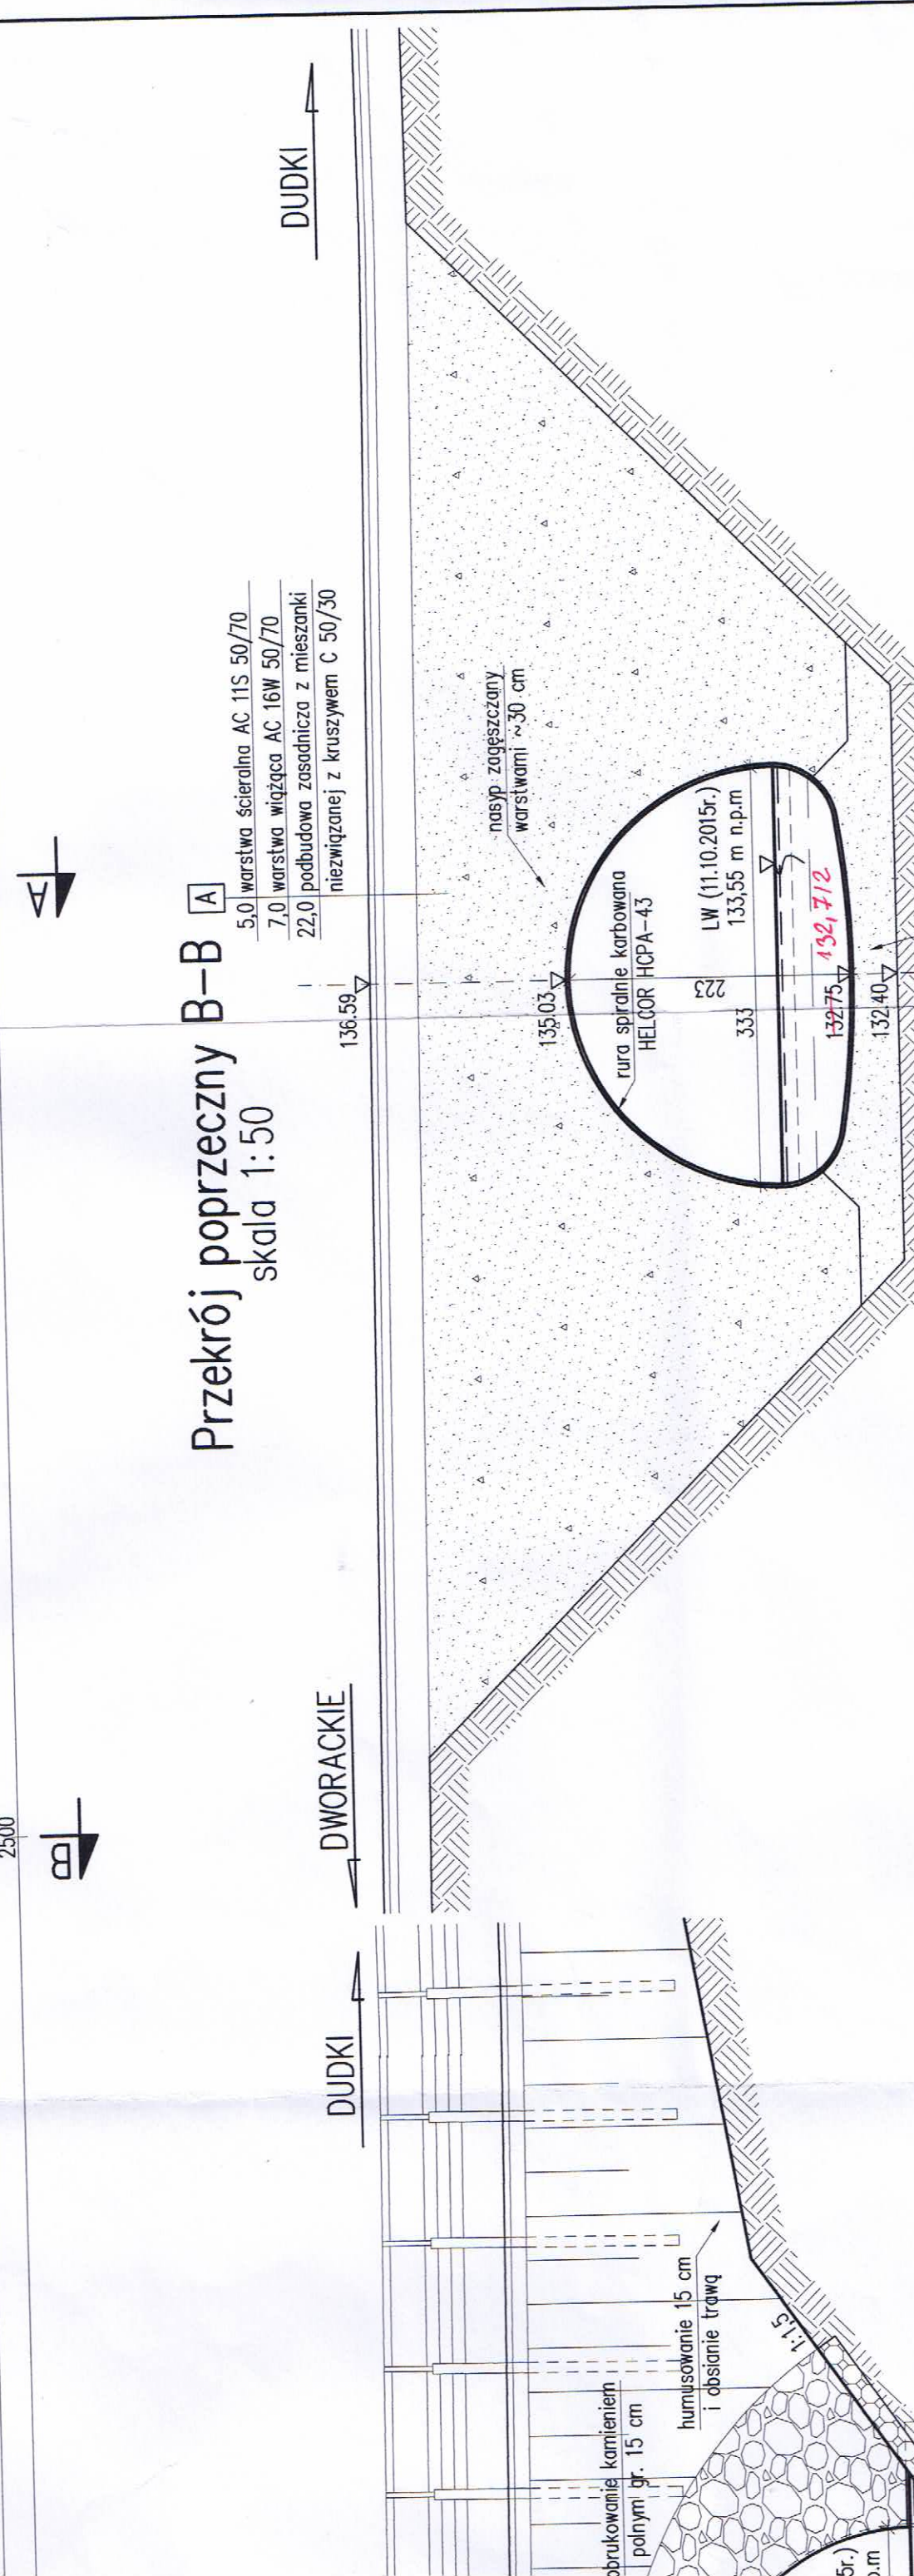 A
Przekrój poprzeczny B-B
skala 1:50
A
5,0 warstwa ścieralna AC 11S 50/70
7,0 warstwa wiążąca AC 16W 50/70
22,0 podbudowa zasadnicza z mieszanki
niezwiązanej z kruszywem C 50/30
DUDKI
DWORACKIE
136.59
135.03
nasyp zagęszczany
warstwami ~30 cm
rura spiralnie karbowana
HELCOR HCPA-43
223
333
LW (11.10.2015r.)
133,55 m n.p.m
132.75
132,712
132.40
2500
B
DUDKI
humusowanie 15 cm
i obsianie trawą
1:1,5
obrukowanie kamieniem
polnym gr. 15 cm
5r.)
p.m